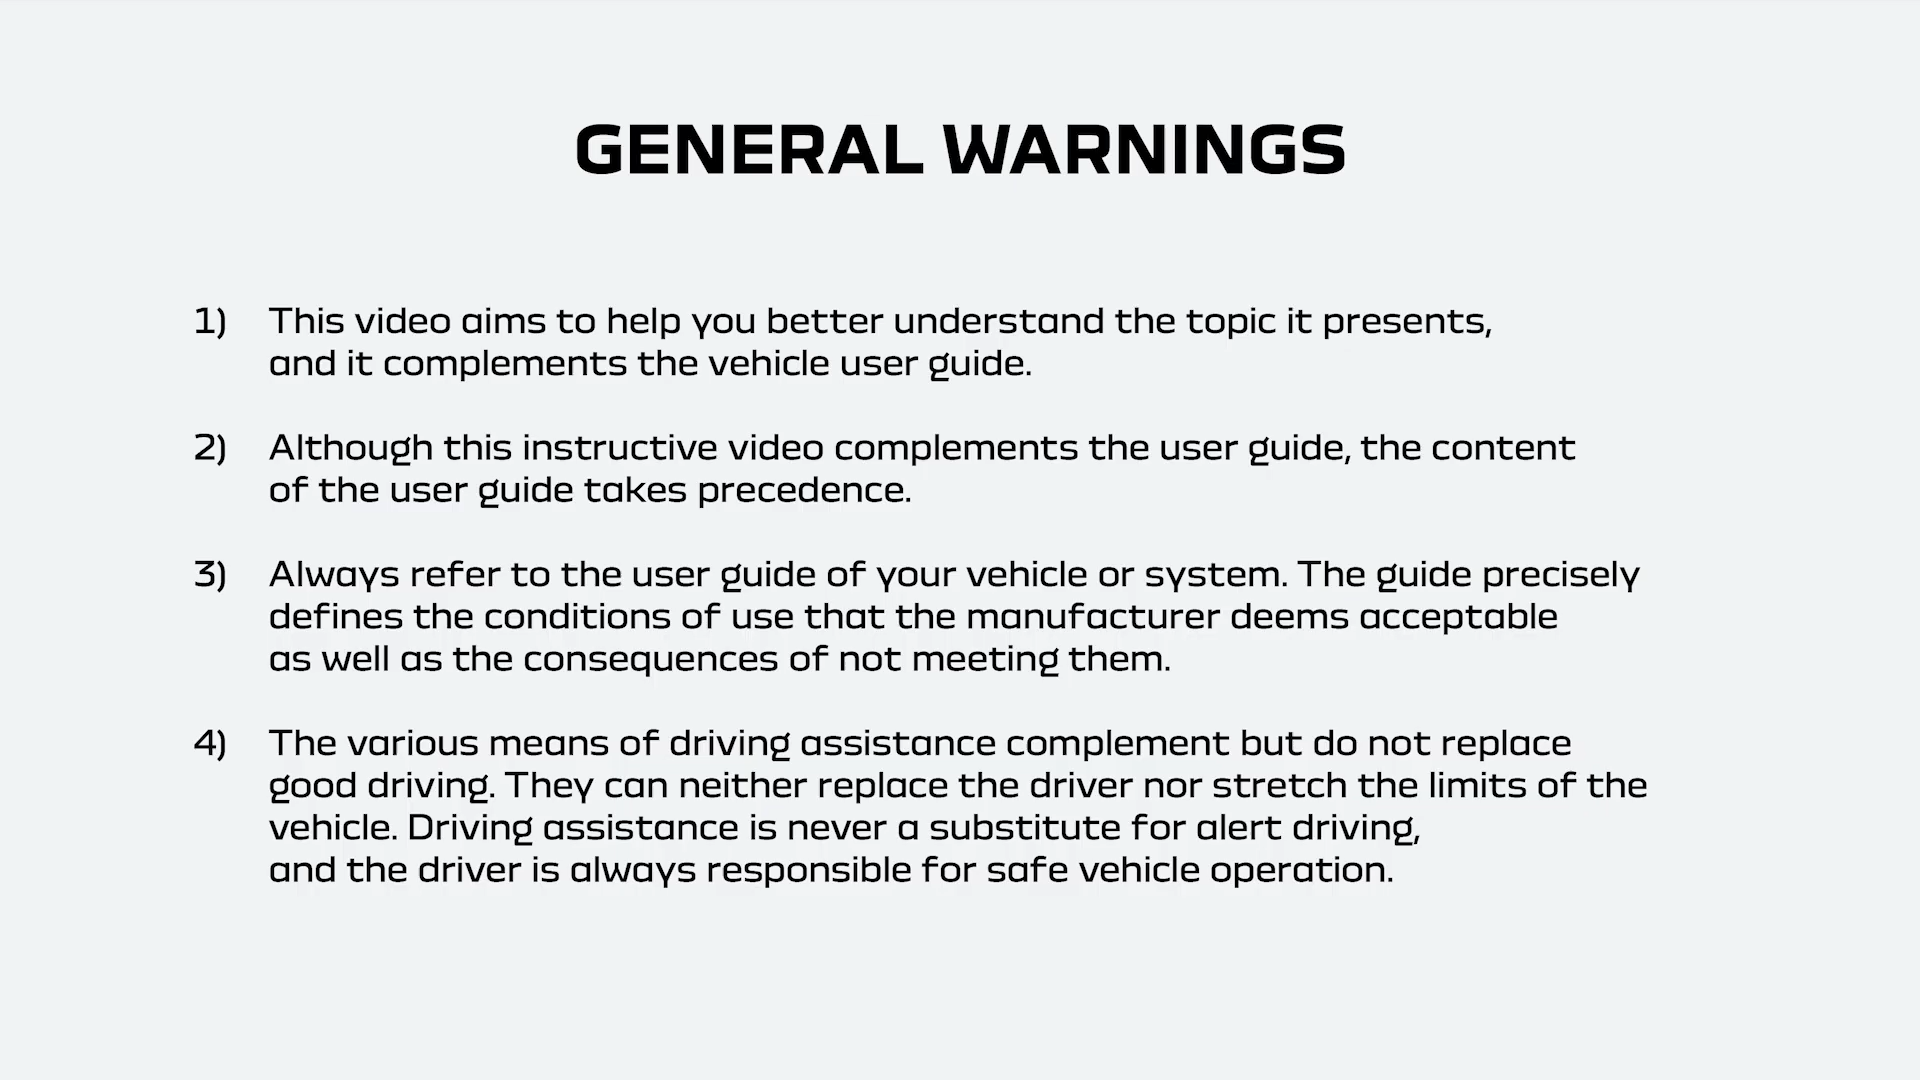 GENERAL WARNINGS
1) This video aims to help you better understand the topic it presents,
and it complements the vehicle user guide.
2) Although this instructive video complements the user guide, the content
of the user guide takes precedence.
3) Always refer to the user guide of your vehicle or system. The guide precisely
defines the conditions of use that the manufacturer deems acceptable
as well as the consequences of not meeting them.
4) The various means of driving assistance complement but do not replace
good driving. They can neither replace the driver nor stretch the limits of the
vehicle. Driving assistance is never a substitute for alert driving,
and the driver is always responsible for safe vehicle operation.